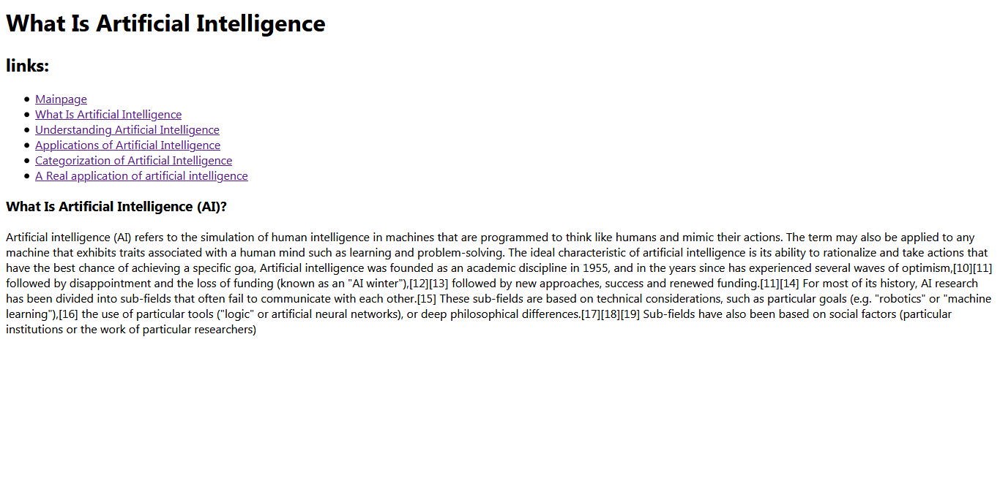 What Is Artificial Intelligence
links:
Mainpage
What Is Artificial Intelligence
Understanding Artificial Intelligence
Applications of Artificial Intelligence
Categorization of Artificial Intelligence
A Real application of artificial intelligence
What Is Artificial Intelligence (AI)?
Artificial intelligence (AI) refers to the simulation of human intelligence in machines that are programmed to think like humans and mimic their actions. The term may also be applied to any
machine that exhibits traits associated with a human mind such as learning and problem-solving. The ideal characteristic of artificial intelligence is its ability to rationalize and take actions that
have the best chance of achieving a specific goa, Artificial intelligence was founded as an academic discipline in 1955, and in the years since has experienced several waves of optimism,[10][11]
followed by disappointment and the loss of funding (known as an "AI winter"),[12][13] followed by new approaches, success and renewed funding.[11][14] For most of its history, AI research
has been divided into sub-fields that often fail to communicate with each other.[15] These sub-fields are based on technical considerations, such as particular goals (e.g. "robotics" or "machine
learning"),[16] the use of particular tools ("logic" or artificial neural networks), or deep philosophical differences.[17][18][19] Sub-fields have also been based on social factors (particular
institutions or the work of particular researchers)